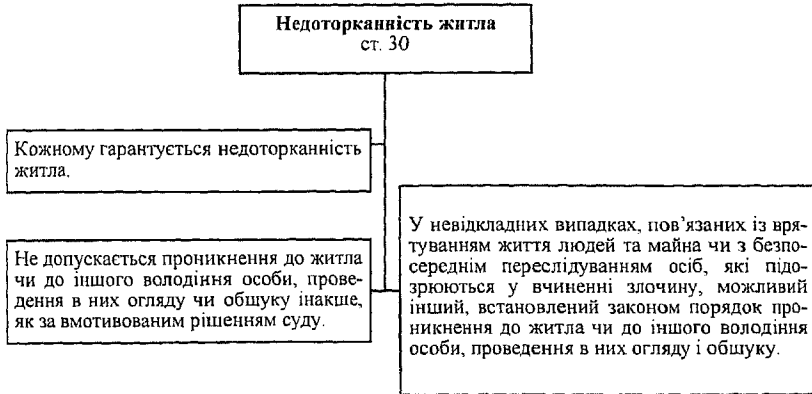 Недоторканність житла
ст. 30
Кожному гарантується недоторканність
житла.
Не допускається проникнення до житла
чи до іншого володіння особи, прове-
дення в них огляду чи обшуку інакше,
як за вмотивованим рішенням суду.
У невідкладних випадках, пов’язаних із вря-
туванням життя людей та майна чи з безпо-
середнім переслідуванням осіб, які підо-
зрюються у вчиненні злочину, можливий
інший, встановлений законом порядок про-
никнення до житла чи до іншого володіння
особи, проведення в них огляду і обшуку.